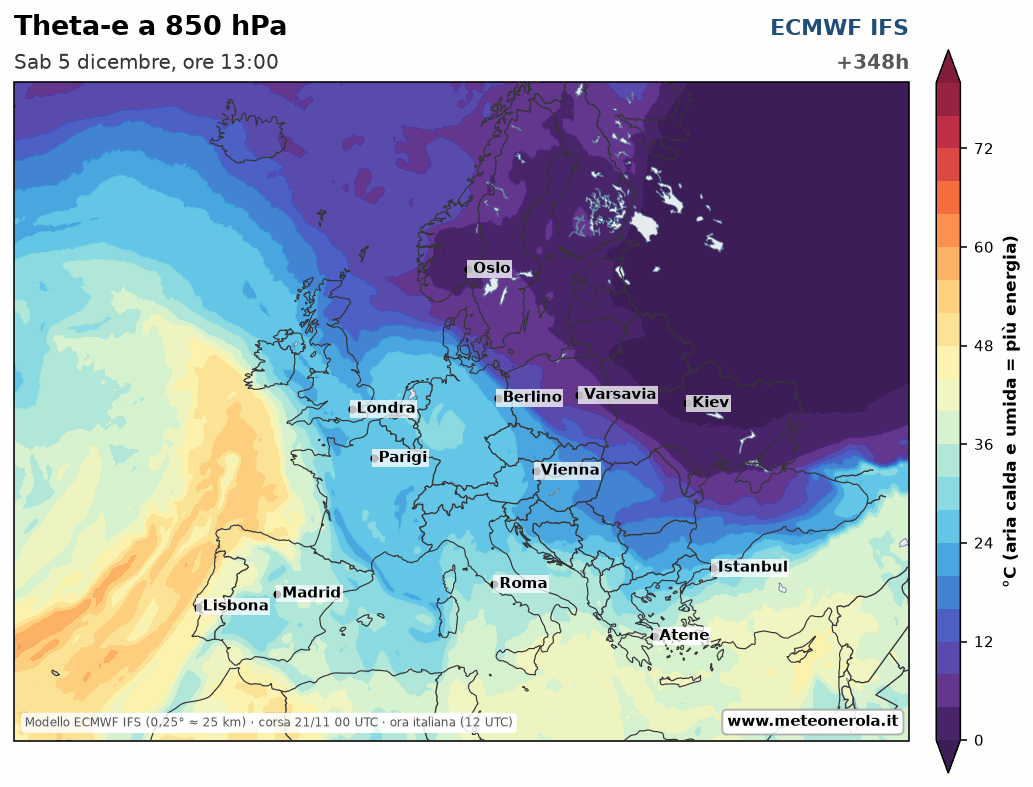 Theta-e a 850 hPa
ECMWF IFS
Sab 5 dicembre, ore 13:00
+348h
72
60
48
36
24
12
0
°C (aria calda e umida = più energia)
Oslo
Berlino
Varsavia
Kiev
Londra
Parigi
Vienna
Istanbul
Roma
Madrid
Lisbona
Atene
Modello ECMWF IFS (0,25° ≈ 25 km) · corsa 21/11 00 UTC · ora italiana (12 UTC)
www.meteonerola.it